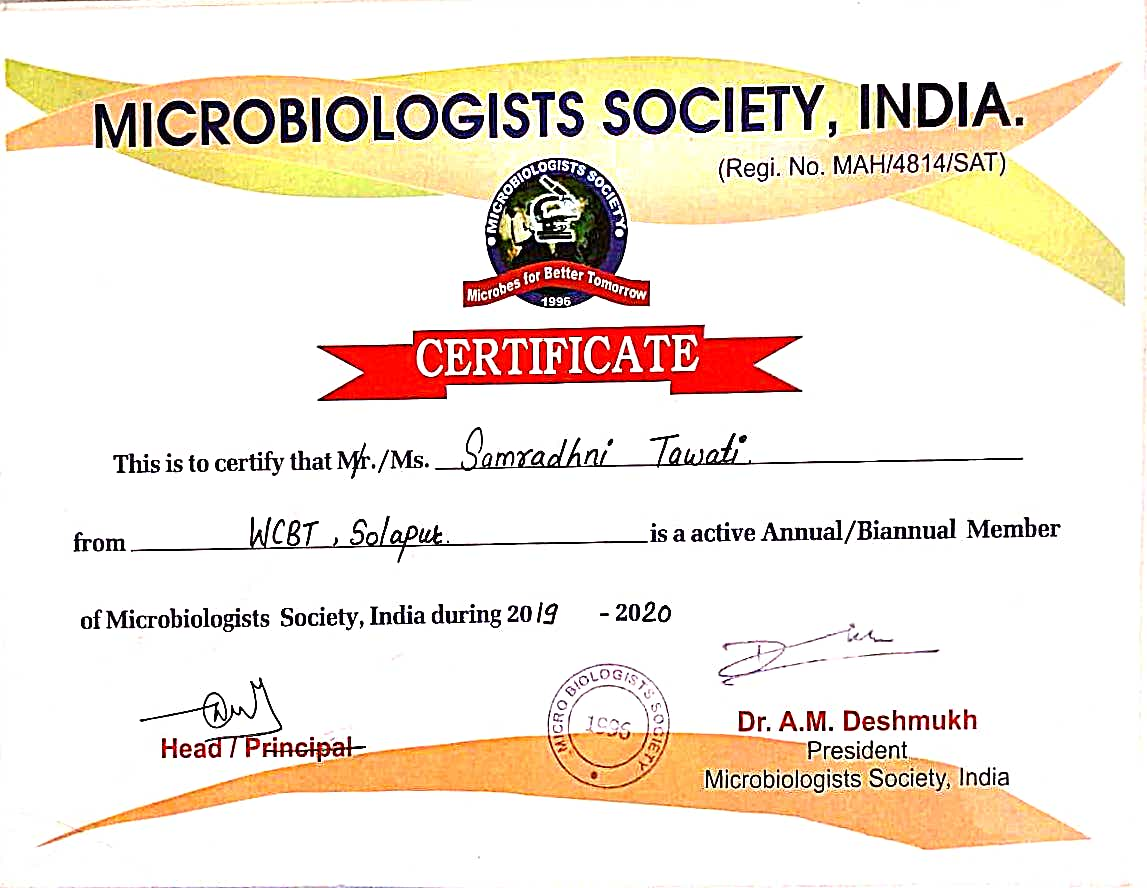 MICROBIOLOGISTS SOCIETY, INDIA.
(Regi. No. MAH/4814/SAT)
MICROBIOLOGISTS SOCIETY
Microbes for Better Tomorrow
1996
CERTIFICATE
This is to certify that Mr./Ms. Samradhni Tawati.
from WCBT, Solapur. is a active Annual/Biannual Member
of Microbiologists Society, India during 2019 - 2020
MICRO BIOLOGISTS SOCIETY
1996
Head / Principal
Dr. A.M. Deshmukh
President
Microbiologists Society, India